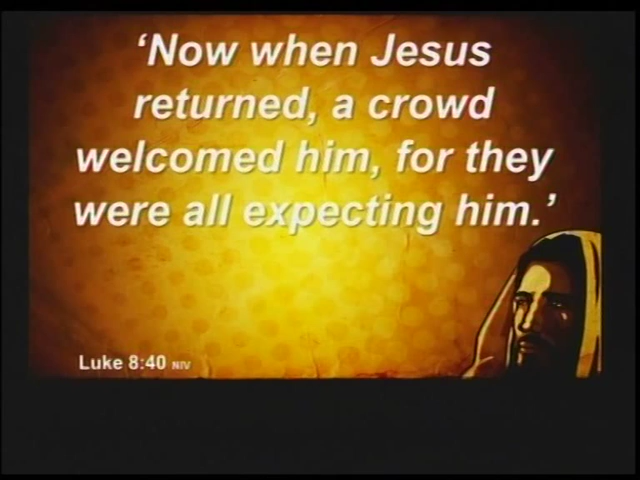 ‘Now when Jesus
returned, a crowd
welcomed him, for they
were all expecting him.’
Luke 8:40 NIV